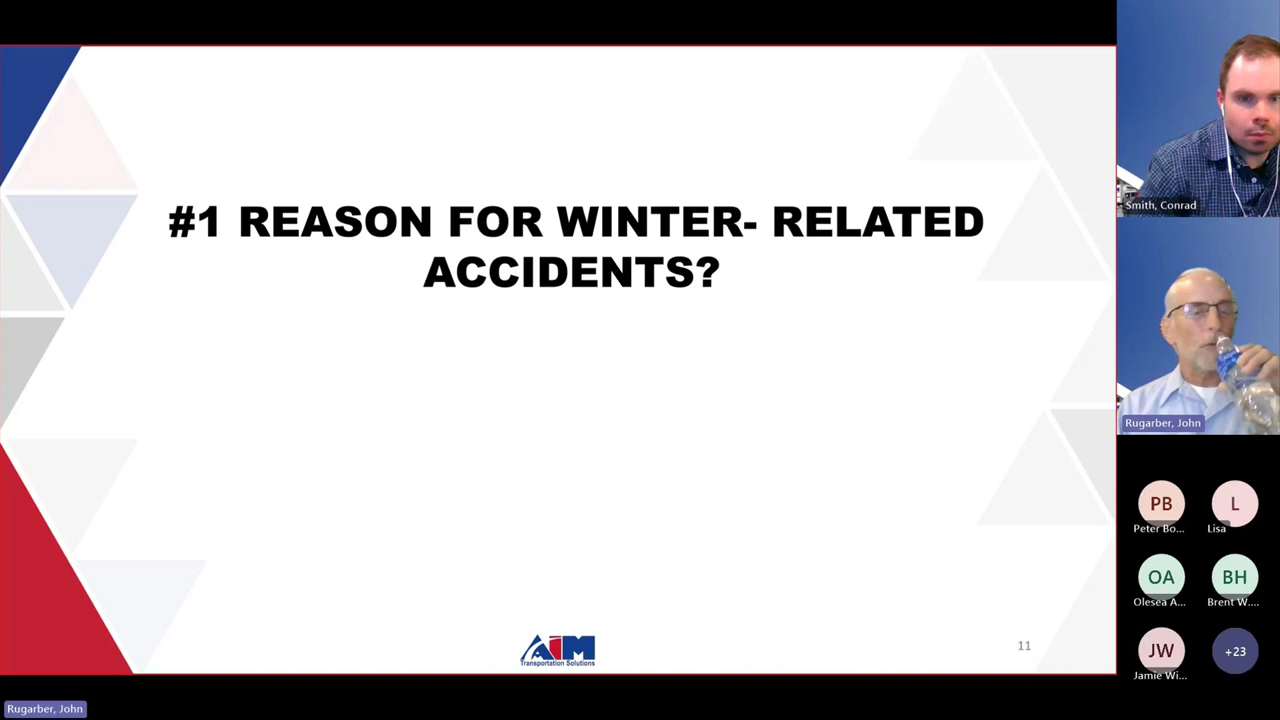 #1 REASON FOR WINTER- RELATED
ACCIDENTS?
AIM
Transportation Solutions
11
Smith, Conrad
Rugarber, John
PB
Peter Bo...
L
Lisa
OA
Olesea A...
BH
Brent W....
JW
Jamie Wi...
+23
Rugarber, John